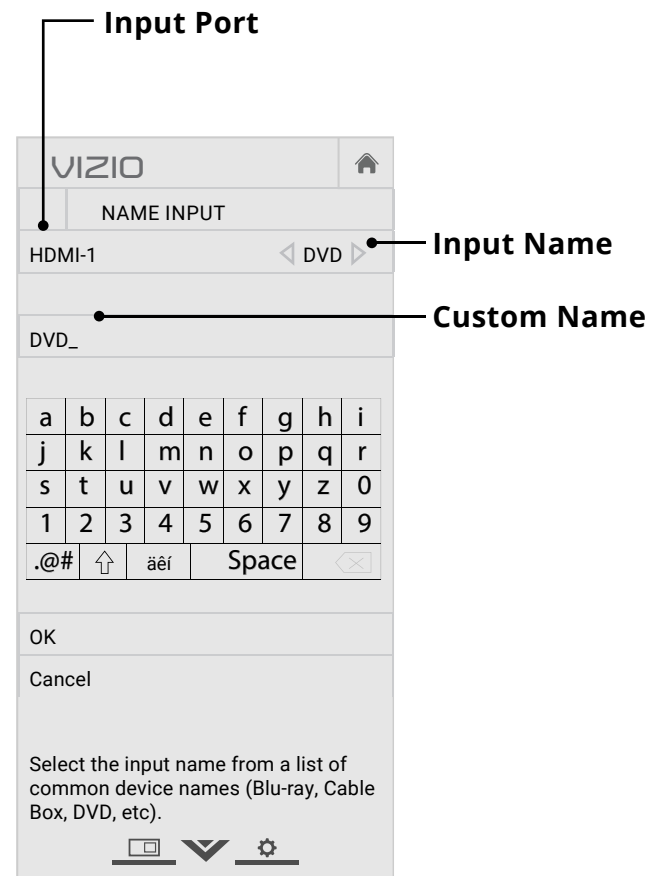 Input Port
VIZIO
NAME INPUT
HDMI-1 DVD
Input Name
Custom Name
DVD_
a b c d e f g h i
j k l m n o p q r
s t u v w x y z 0
1 2 3 4 5 6 7 8 9
.@# äêí Space
OK
Cancel
Select the input name from a list of
common device names (Blu-ray, Cable
Box, DVD, etc).